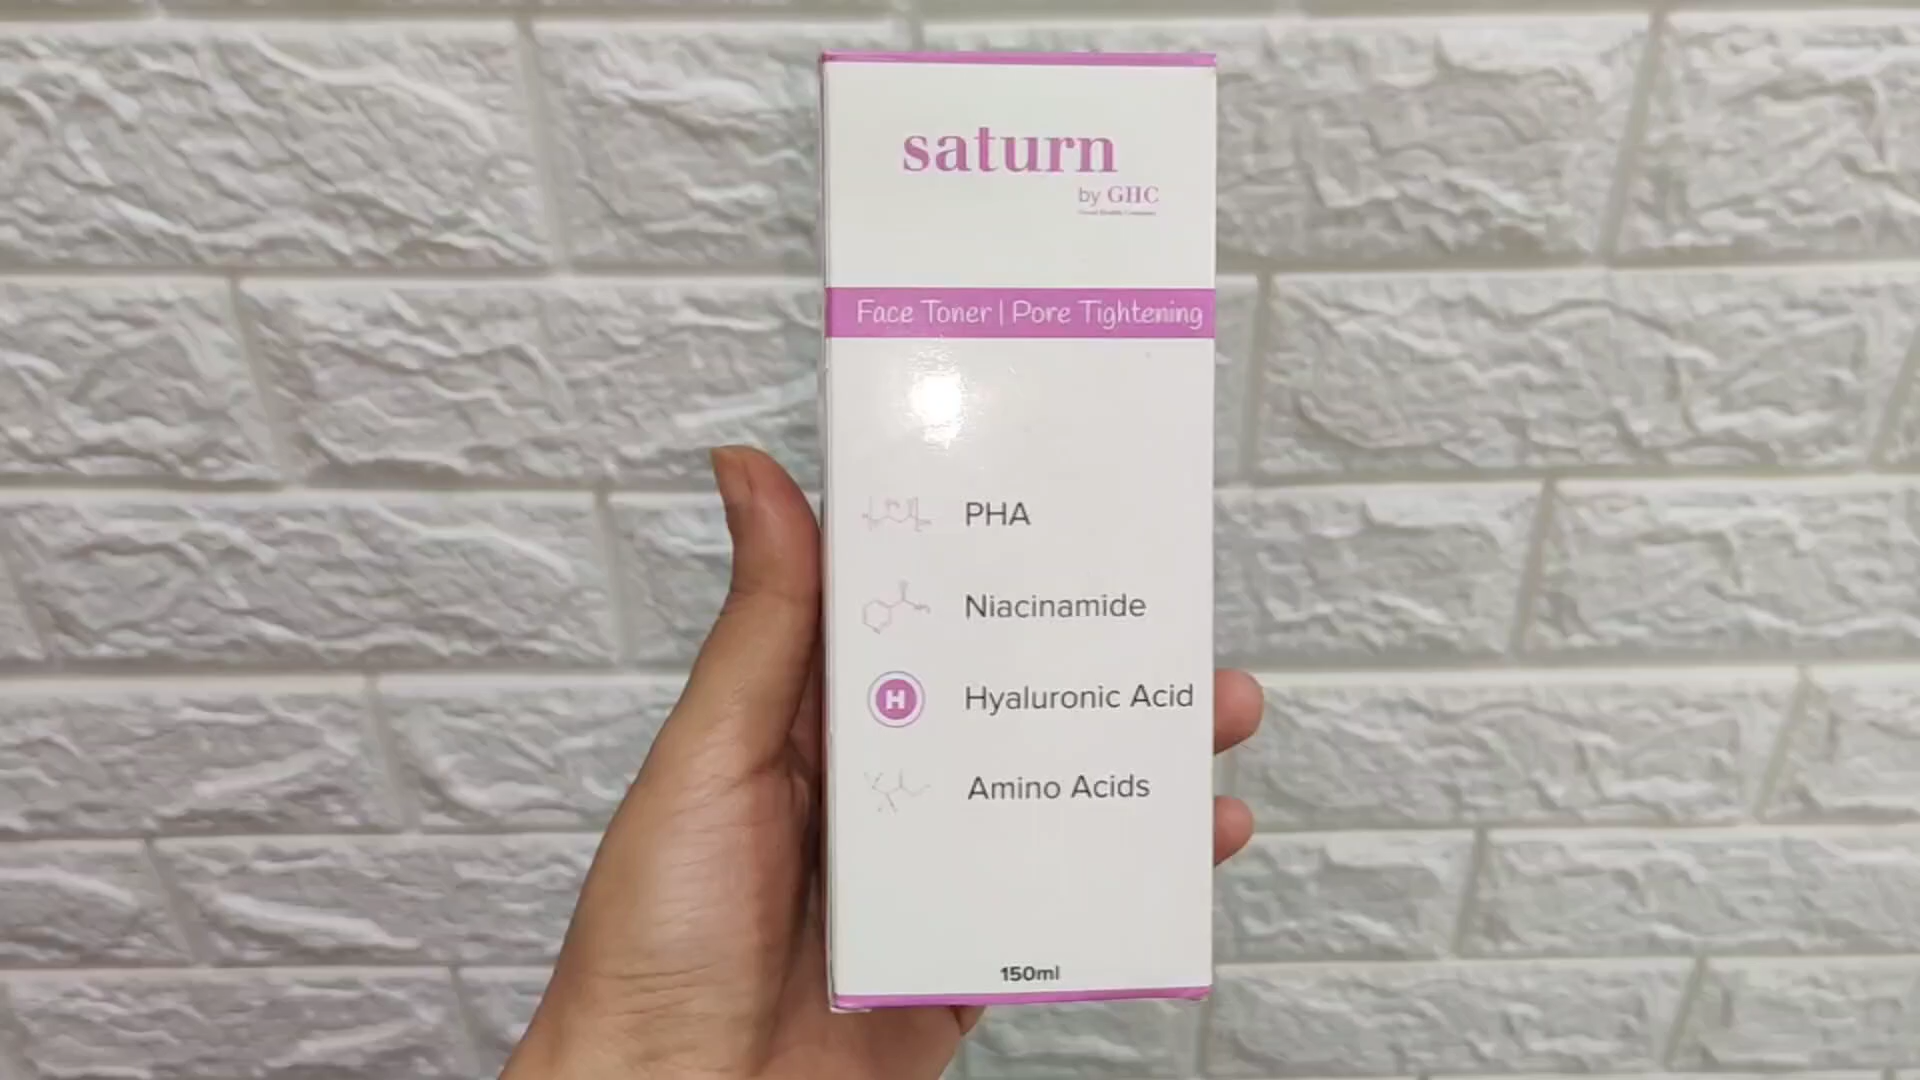 saturn
by GHC
Face Toner | Pore Tightening
PHA
Niacinamide
H
Hyaluronic Acid
Amino Acids
150ml